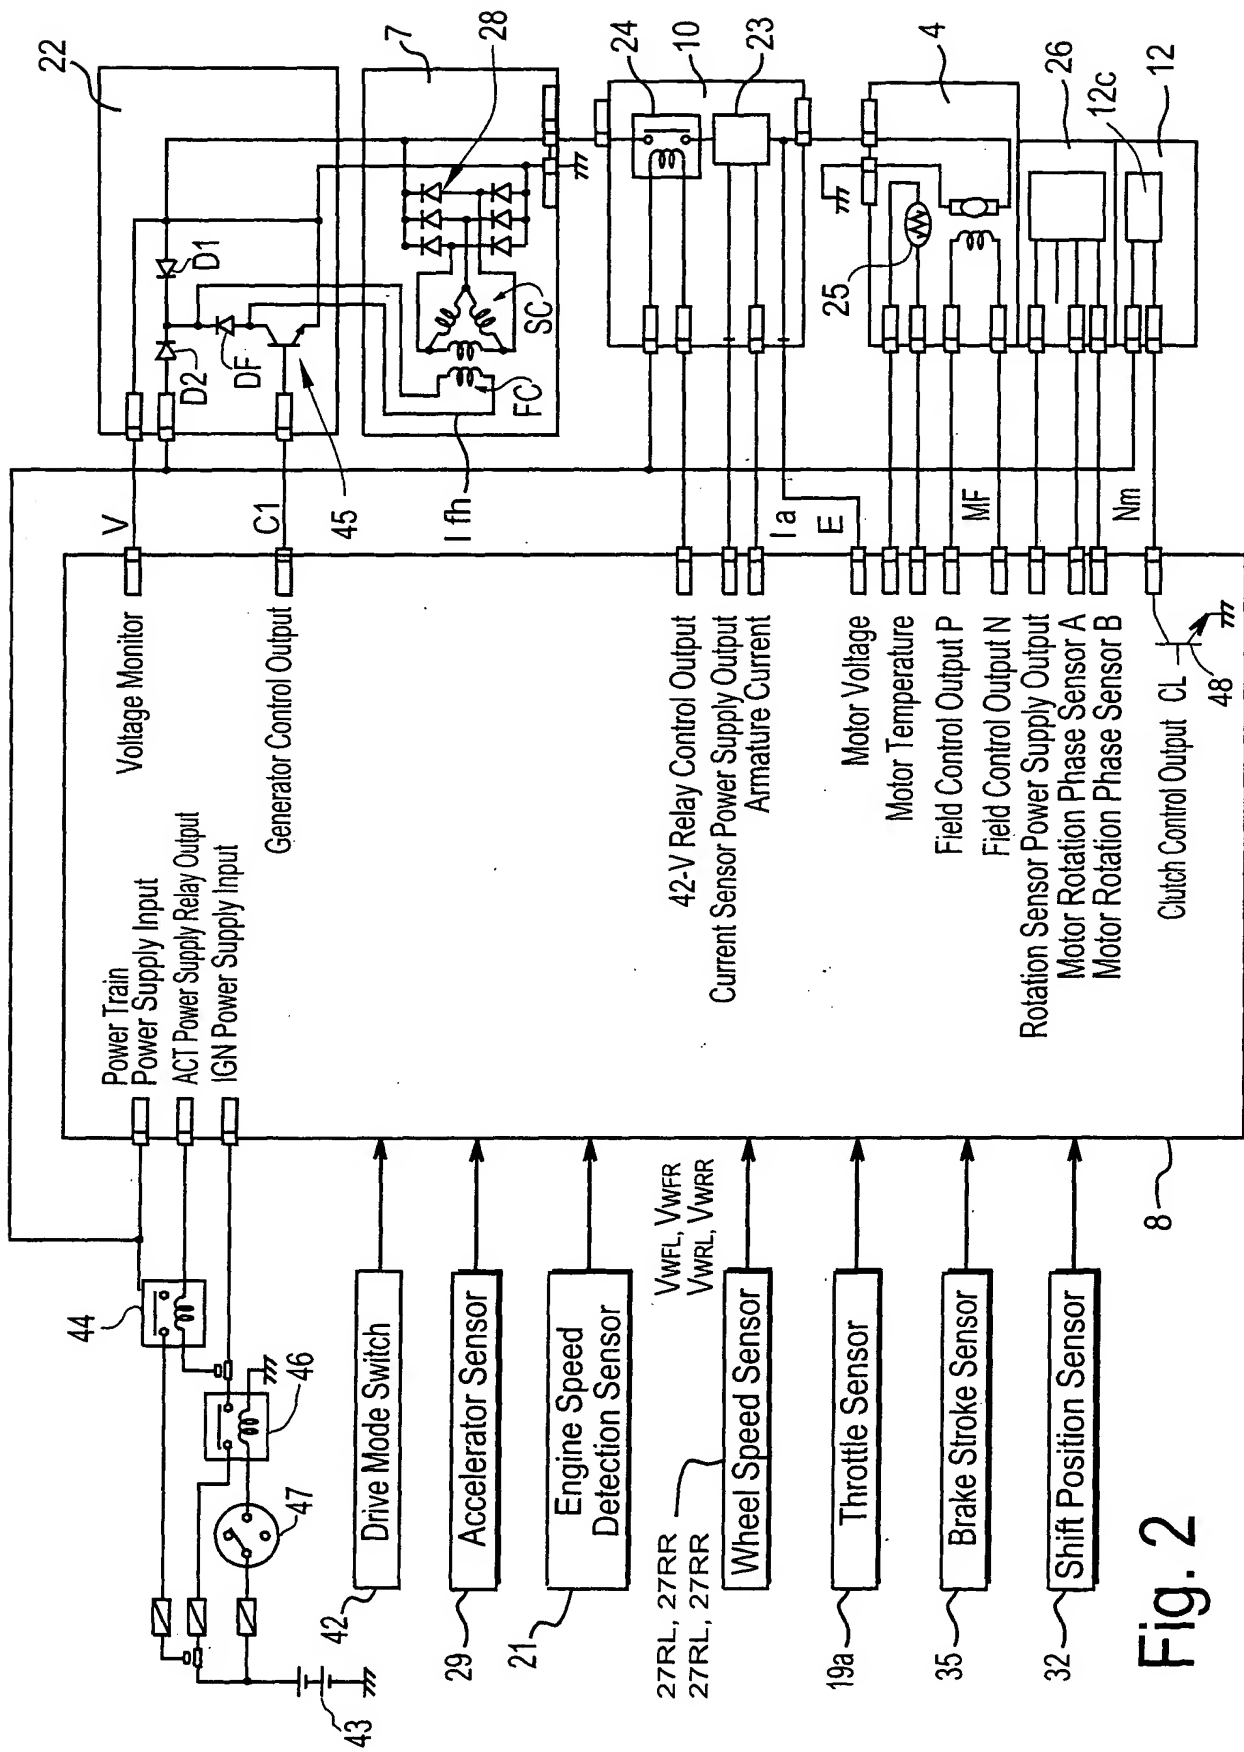 22
7
28
24
10
23
4
26
12c
12
D1
D2
DF
SC
FC
25
V
C1
45
I fh
I a
E
MF
Nm
Voltage Monitor
Generator Control Output
42-V Relay Control Output
Current Sensor Power Supply Output
Armature Current
Motor Voltage
Motor Temperature
Field Control Output P
Field Control Output N
Rotation Sensor Power Supply Output
Motor Rotation Phase Sensor A
Motor Rotation Phase Sensor B
Clutch Control Output CL
48
Power Train
Power Supply Input
ACT Power Supply Relay Output
IGN Power Supply Input
8
44
46
47
43
42
Drive Mode Switch
29
Accelerator Sensor
21
Engine Speed
Detection Sensor
VWFL, VWFR
VWRL, VWRR
27RL, 27RR
27RL, 27RR
Wheel Speed Sensor
19a
Throttle Sensor
35
Brake Stroke Sensor
32
Shift Position Sensor
Fig. 2